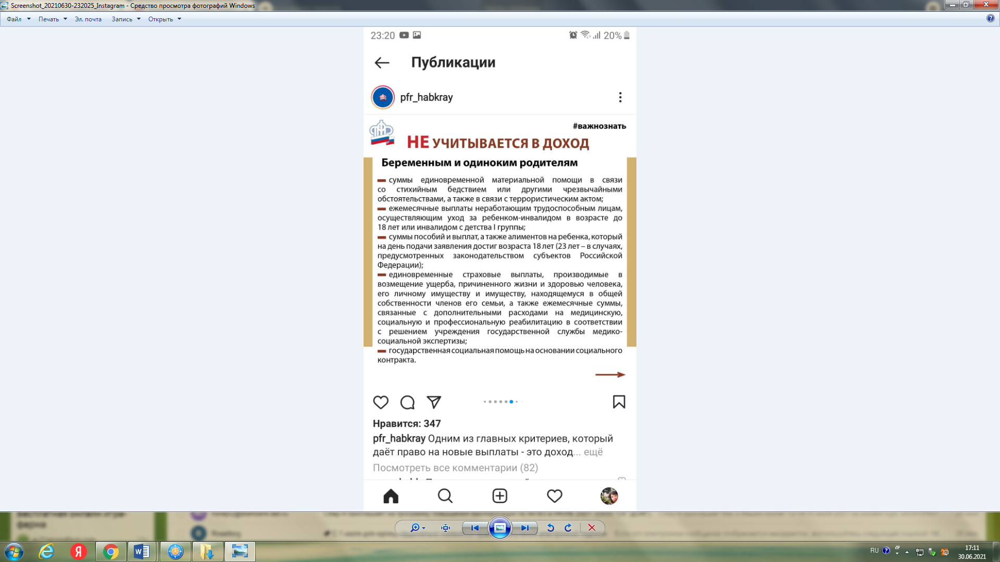 Screenshot_20210630-232025_Instagram - Средство просмотра фотографий Windows
Файл Печать Эл. почта Запись Открыть
23:20 20%
Публикации
pfr_habkray
#важнознать
НЕ УЧИТЫВАЕТСЯ В ДОХОД
Беременным и одиноким родителям
суммы единовременной материальной помощи в связи
со стихийным бедствием или другими чрезвычайными
обстоятельствами, а также в связи с террористическим актом;
ежемесячные выплаты неработающим трудоспособным лицам,
осуществляющим уход за ребенком-инвалидом в возрасте до
18 лет или инвалидом с детства I группы;
суммы пособий и выплат, а также алиментов на ребенка, который
на день подачи заявления достиг возраста 18 лет (23 лет – в случаях,
предусмотренных законодательством субъектов Российской
Федерации);
единовременные страховые выплаты, производимые в
возмещение ущерба, причиненного жизни и здоровью человека,
его личному имуществу и имуществу, находящемуся в общей
собственности членов его семьи, а также ежемесячные суммы,
связанные с дополнительными расходами на медицинскую,
социальную и профессиональную реабилитацию в соответствии
с решением учреждения государственной службы медико-
социальной экспертизы;
государственная социальная помощь на основании социального
контракта.
Нравится: 347
pfr_habkray Одним из главных критериев, который
даёт право на новые выплаты - это доход... ещё
Посмотреть все комментарии (82)
RU
17:11
30.06.2021